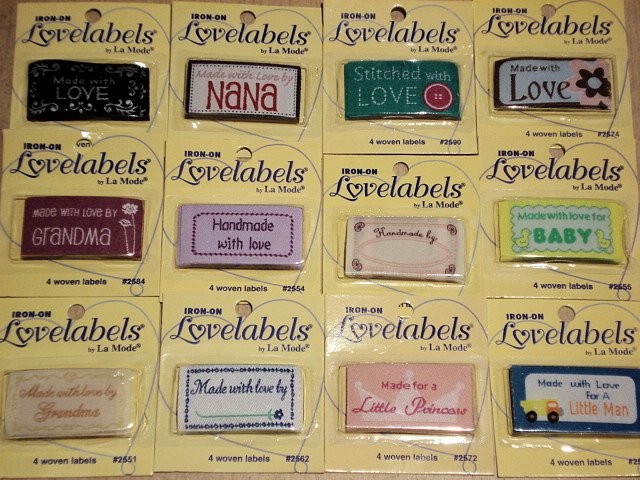 IRON-ON
Lovelabels®
by La Mode®
Made with
LOVE
IRON-ON
Lovelabels®
by La Mode®
Made with Love by
NANA
IRON-ON
Lovelabels®
by La Mode®
Stitched with
LOVE
4 woven labels #2590
IRON-ON
Lovelabels®
by La Mode®
Made with
Love
4 woven labels #2574
IRON-ON
Lovelabels®
by La Mode®
MADE WITH LOVE BY
GRANDMA
4 woven labels #2584
IRON-ON
Lovelabels®
by La Mode®
Handmade
with love
4 woven labels #2554
IRON-ON
Lovelabels®
by La Mode®
Handmade by
IRON-ON
Lovelabels®
by La Mode®
Made with love for
BABY
4 woven labels #2555
IRON-ON
Lovelabels®
by La Mode®
Made with love by
Grandma
4 woven labels #2551
IRON-ON
Lovelabels®
by La Mode®
Made with love by
4 woven labels #2562
IRON-ON
Lovelabels®
by La Mode®
Made for a
Little Princess
4 woven labels #2572
IRON-ON
Lovelabels®
by La Mode®
Made with Love
For A
Little Man
4 woven labels